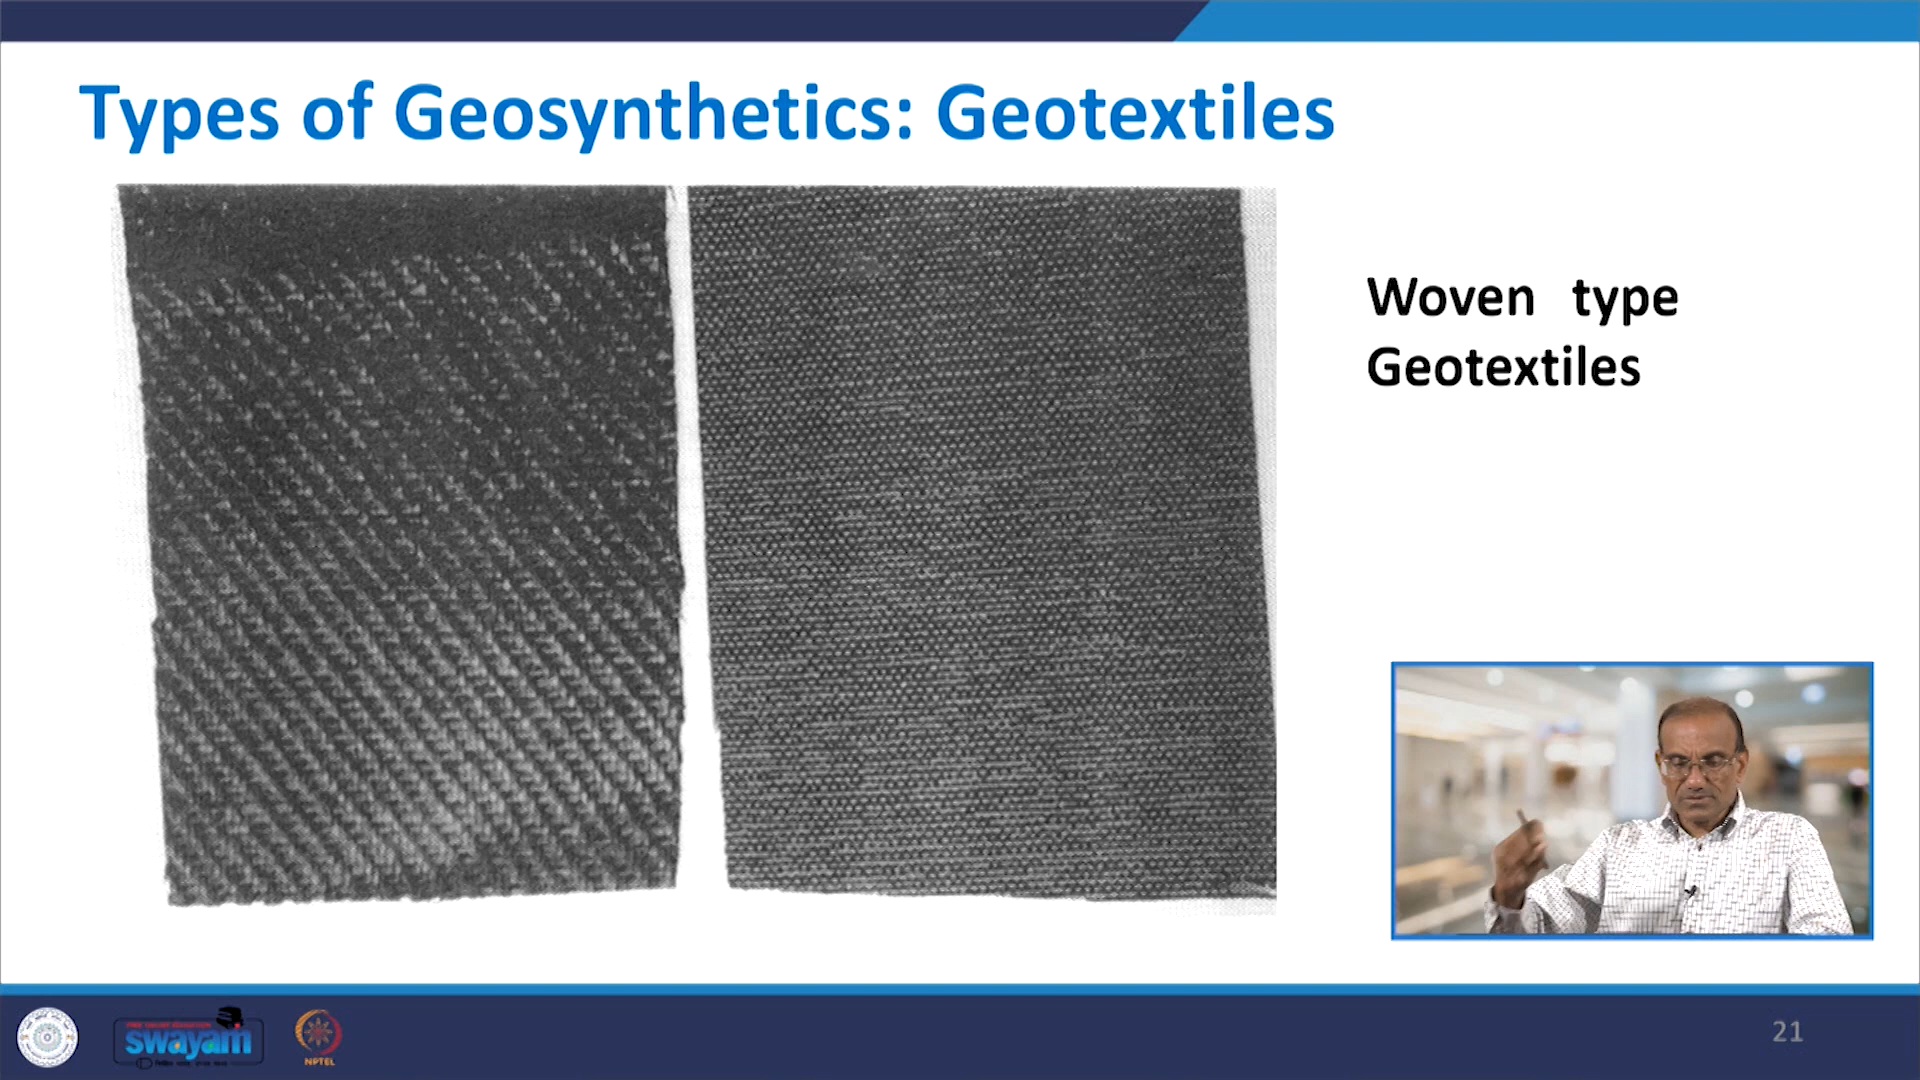 Types of Geosynthetics: Geotextiles
Woven type
Geotextiles
swayam
NPTEL
21